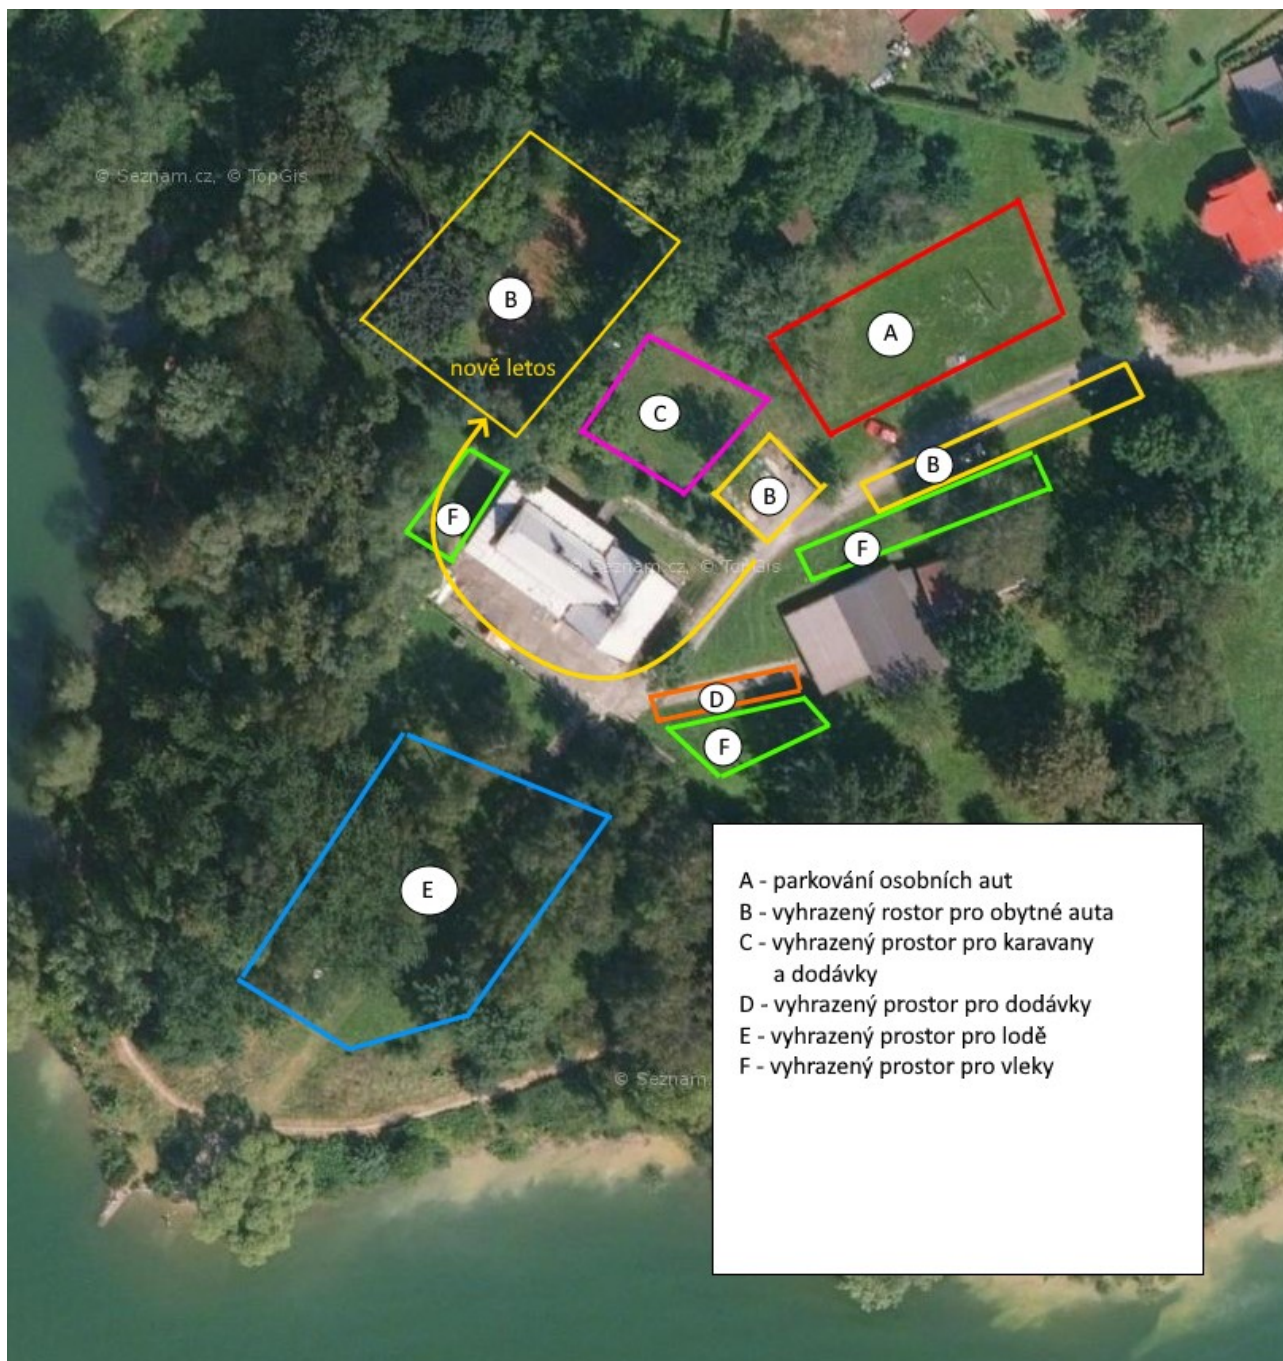 © Seznam.cz, © TopGis
B
nově letos
A
C
B
B
F
F
© Seznam.cz, © TopGis
D
F
E
A - parkování osobních aut
B - vyhrazený rostor pro obytné auta
C - vyhrazený prostor pro karavany
a dodávky
D - vyhrazený prostor pro dodávky
E - vyhrazený prostor pro lodě
F - vyhrazený prostor pro vleky
© Seznam